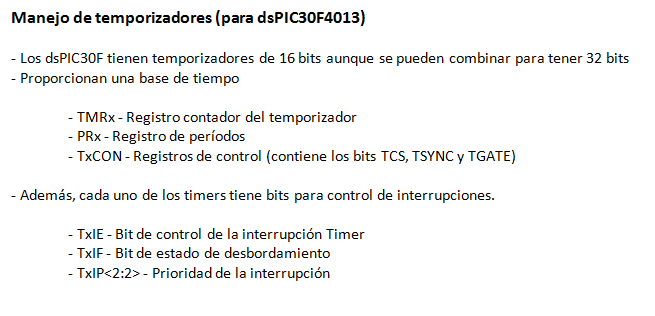 Manejo de temporizadores (para dsPIC30F4013)
- Los dsPIC30F tienen temporizadores de 16 bits aunque se pueden combinar para tener 32 bits
- Proporcionan una base de tiempo
- TMRx - Registro contador del temporizador
- PRx - Registro de períodos
- TxCON - Registros de control (contiene los bits TCS, TSYNC y TGATE)
- Además, cada uno de los timers tiene bits para control de interrupciones.
- TxIE - Bit de control de la interrupción Timer
- TxIF - Bit de estado de desbordamiento
- TxIP<2:2> - Prioridad de la interrupción